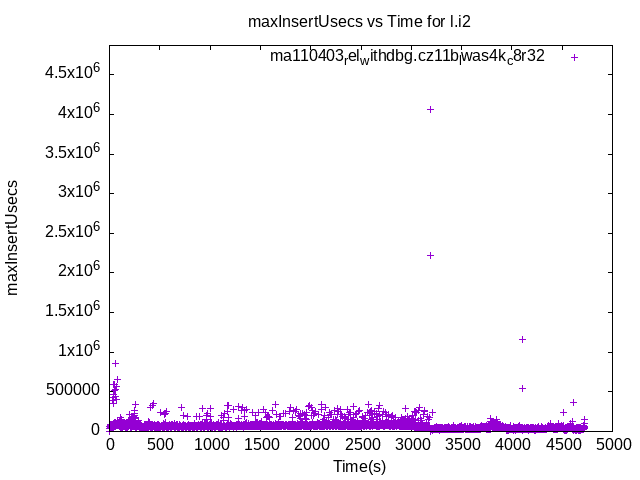 maxInsertUsecs vs Time for l.i2
ma110403_rel_withdbg.cz11b_lwas4k_c8r32
4.5x10^6
4x10^6
3.5x10^6
3x10^6
2.5x10^6
2x10^6
1.5x10^6
1x10^6
500000
0
maxInsertUsecs
0 500 1000 1500 2000 2500 3000 3500 4000 4500 5000
Time(s)